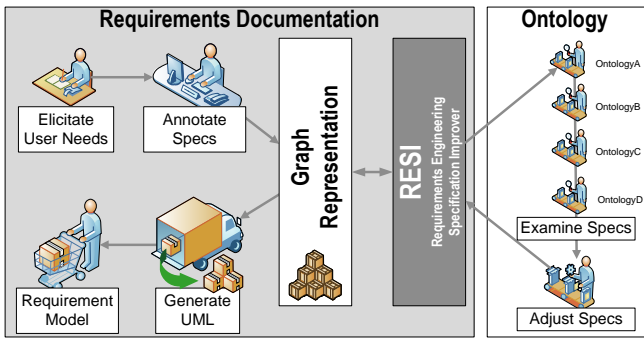 Requirements Documentation
Ontology
Elicitate
User Needs
Annotate
Specs
Graph
Representation
RESI
Requirements Engineering
Specification Improver
OntologyA
OntologyB
OntologyC
OntologyD
Examine Specs
Requirement
Model
Generate
UML
Adjust Specs